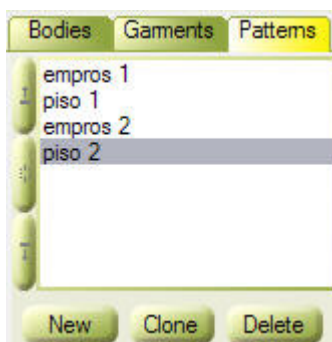 Bodies Garments Patterns
empros 1
piso 1
empros 2
piso 2
New Clone Delete